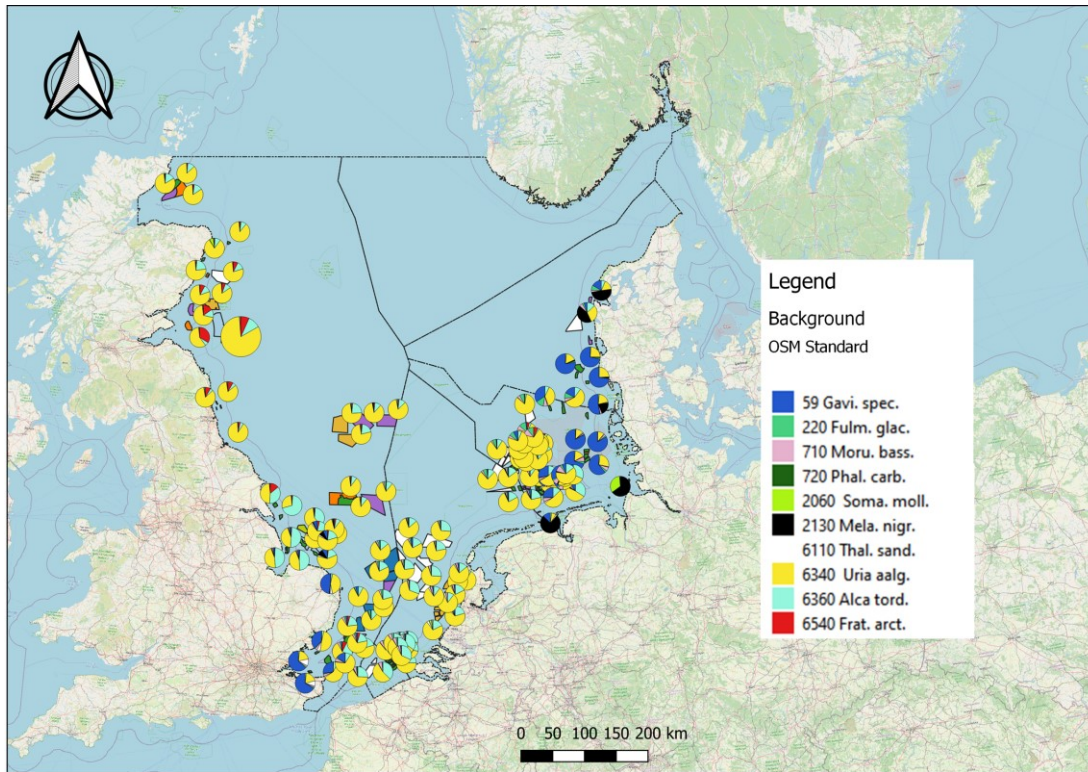 Legend
Background
OSM Standard
59 Gavi. spec.
220 Fulm. glac.
710 Moru. bass.
720 Phal. carb.
2060 Soma. moll.
2130 Mela. nigr.
6110 Thal. sand.
6340 Uria aalg.
6360 Alca tord.
6540 Frat. arct.
0 50 100 150 200 km